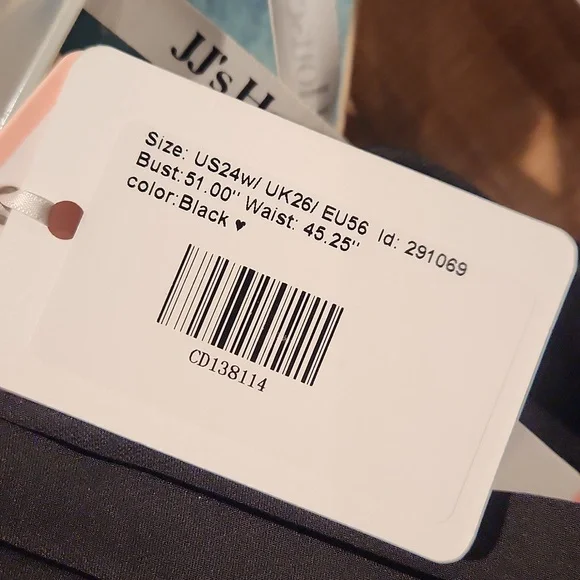 JJ's H
Size: US24w/ UK26/ EU56 Id: 291069
Bust:51.00" Waist: 45.25"
color:Black ♥
CD138114